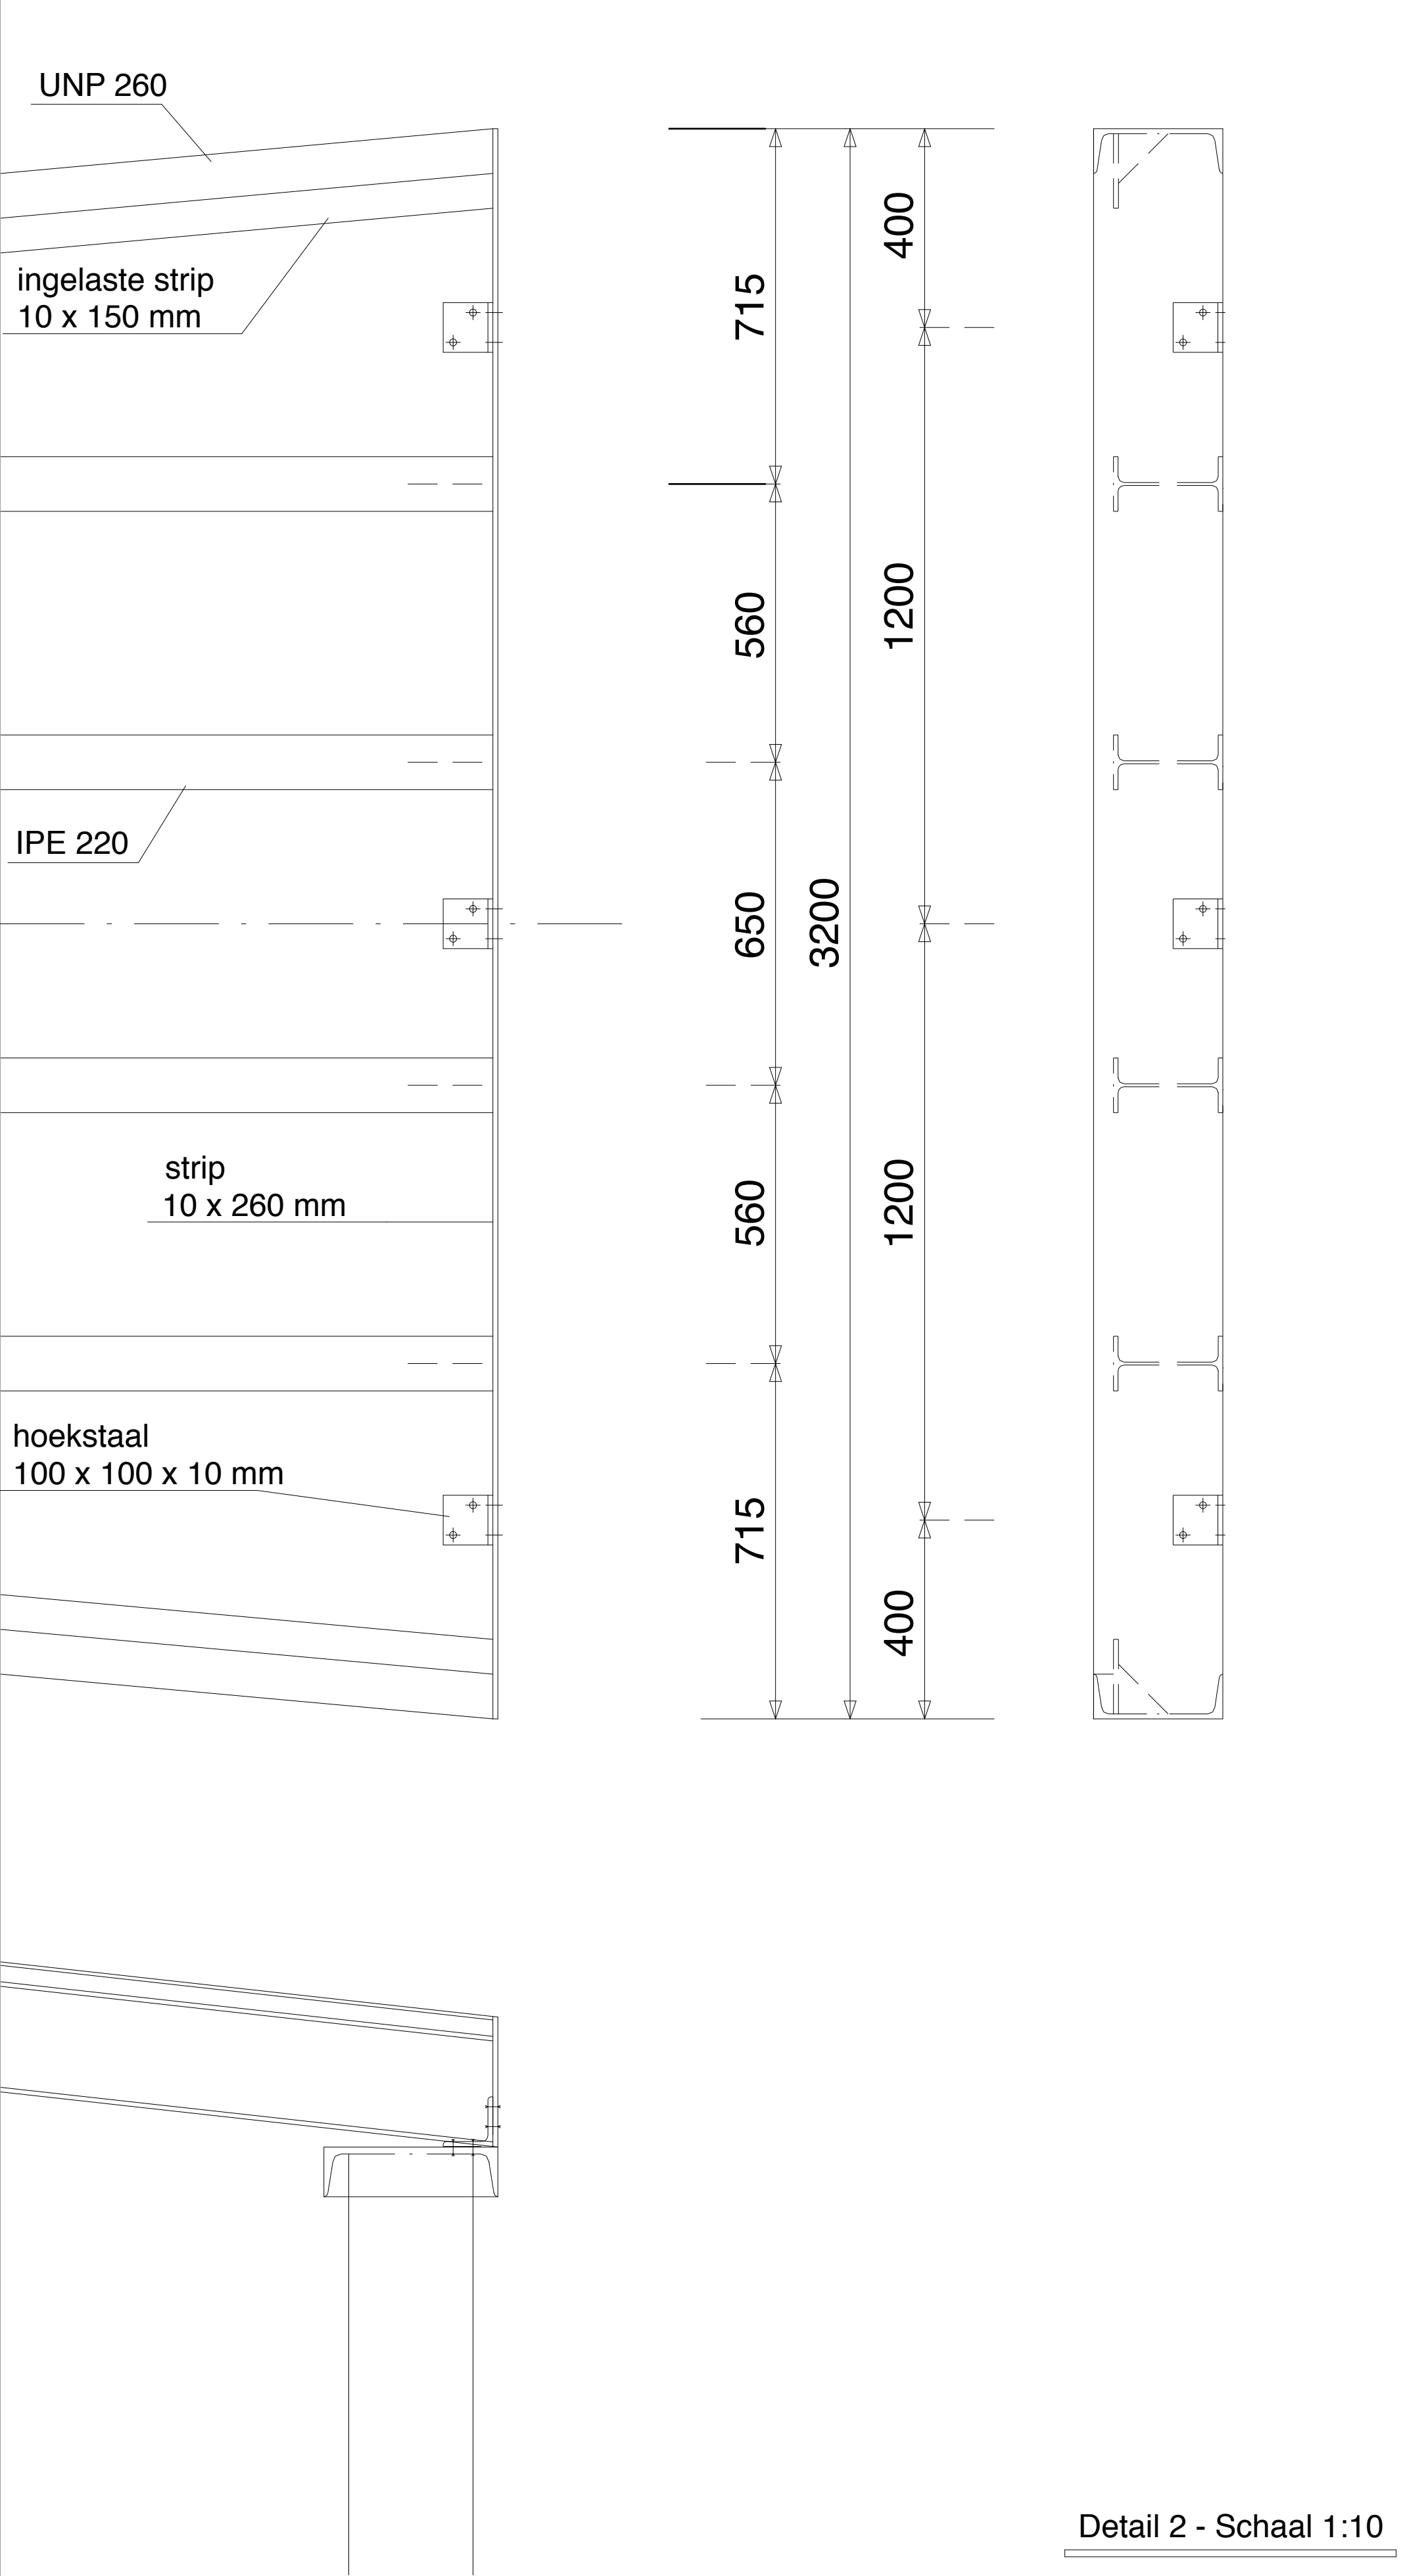 UNP 260
ingelaste strip
10 x 150 mm
IPE 220
strip
10 x 260 mm
hoekstaal
100 x 100 x 10 mm
715
560
650
560
715
3200
400
1200
1200
400
Detail 2 - Schaal 1:10